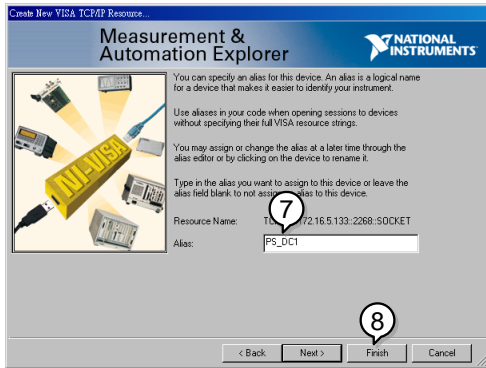 Create New VISA TCP/IP Resource...
Measurement &
Automation Explorer
NATIONAL
INSTRUMENTS
You can specify an alias for this device. An alias is a logical name
for a device that makes it easier to identify your instrument.
Use aliases in your code when opening sessions to devices
without specifying their full VISA resource strings.
You may assign or change the alias at a later time through the
alias editor or by clicking on the device to rename it.
Type in the alias you want to assign to this device or leave the
alias field blank to not alias to this device.
NI-VISA
7
Resource Name: 72.16.5.133::2268::SOCKET
Alias: PS_DC1
8
< Back Next > Finish Cancel